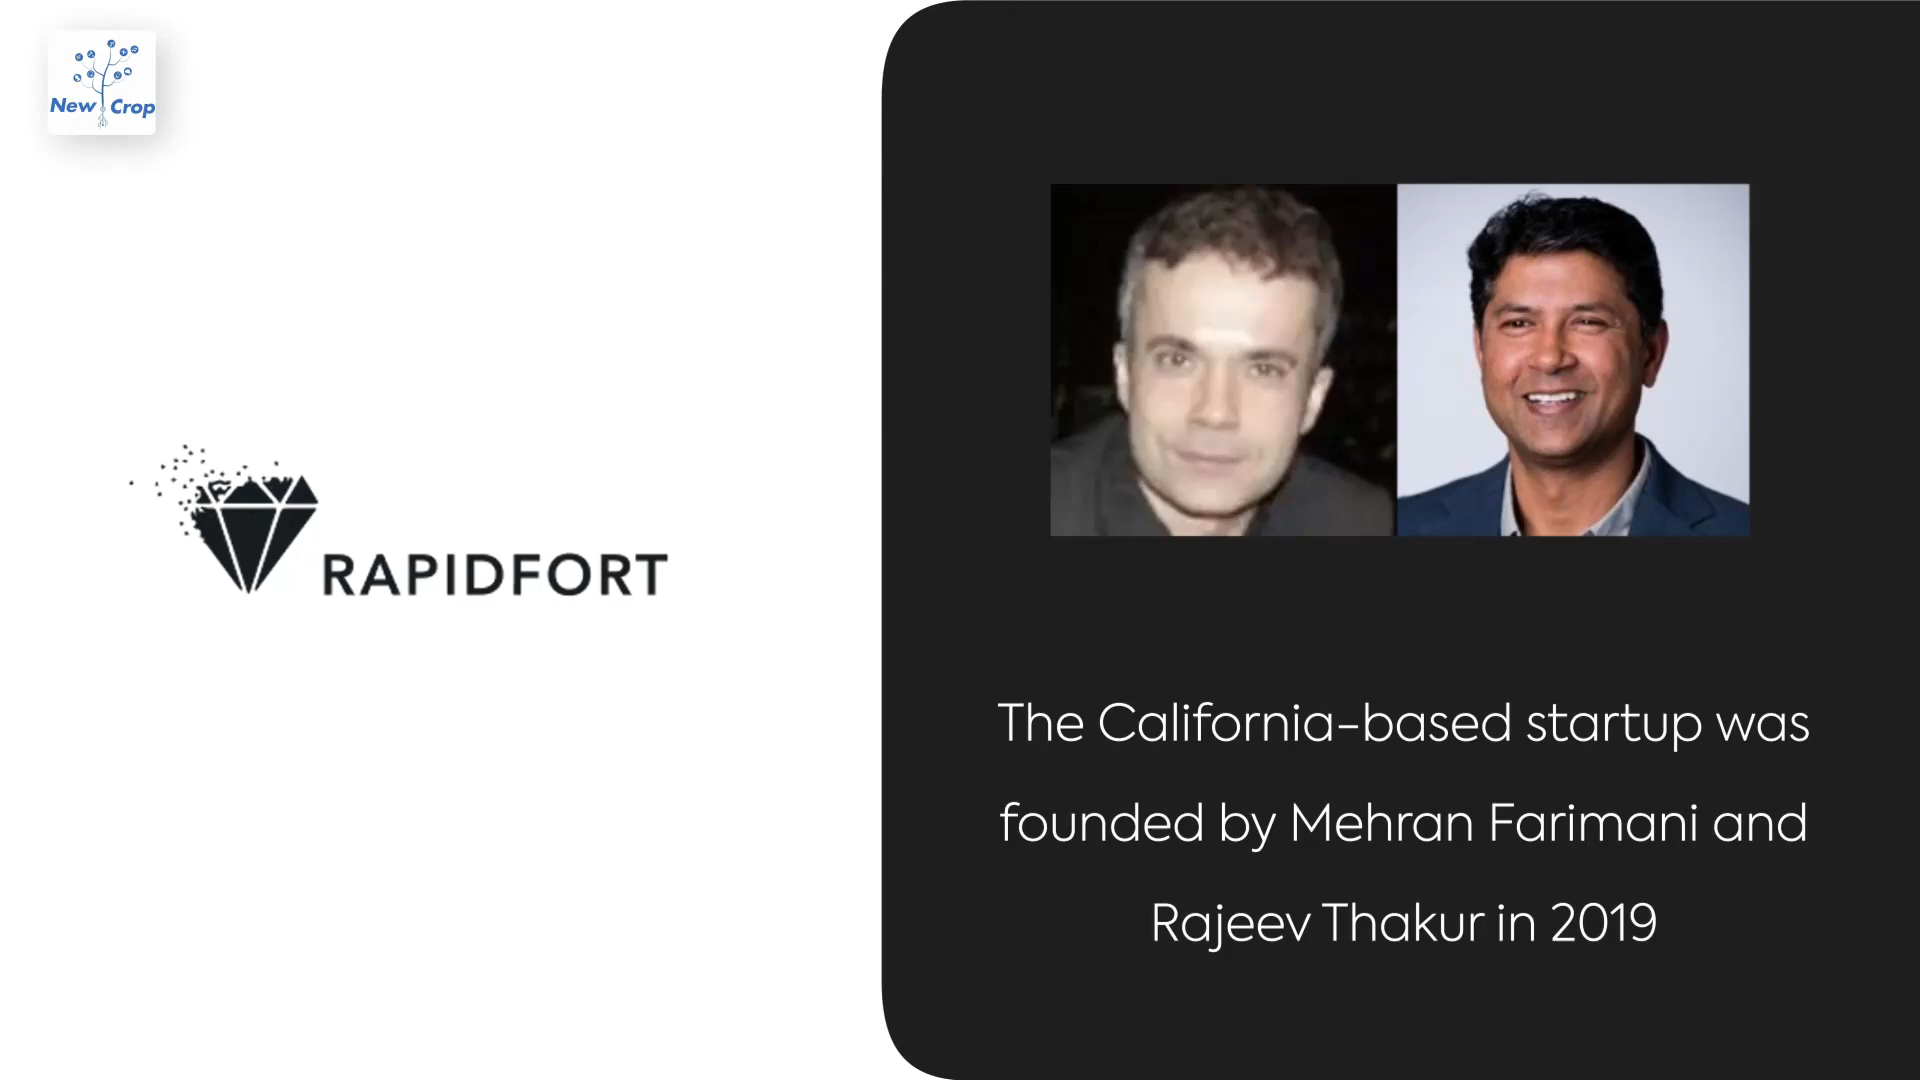 New Crop
RAPIDFORT
The California-based startup was
founded by Mehran Farimani and
Rajeev Thakur in 2019